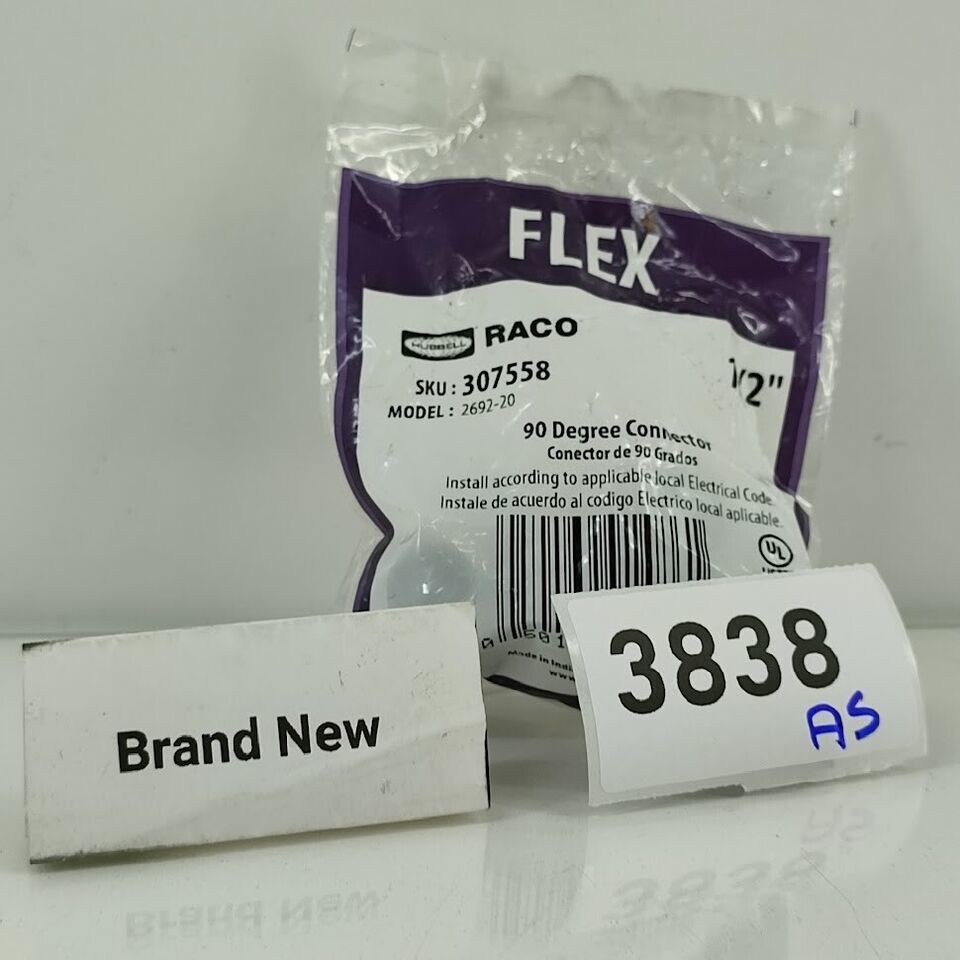 FLEX
HUBBELL RACO
SKU: 307558
1/2"
MODEL: 2692-20
90 Degree Connector
Conector de 90 Grados
Install according to applicable local Electrical Code.
Instale de acuerdo al codigo Electrico local aplicable.
UL
Made in
www
Brand New
3838
AS